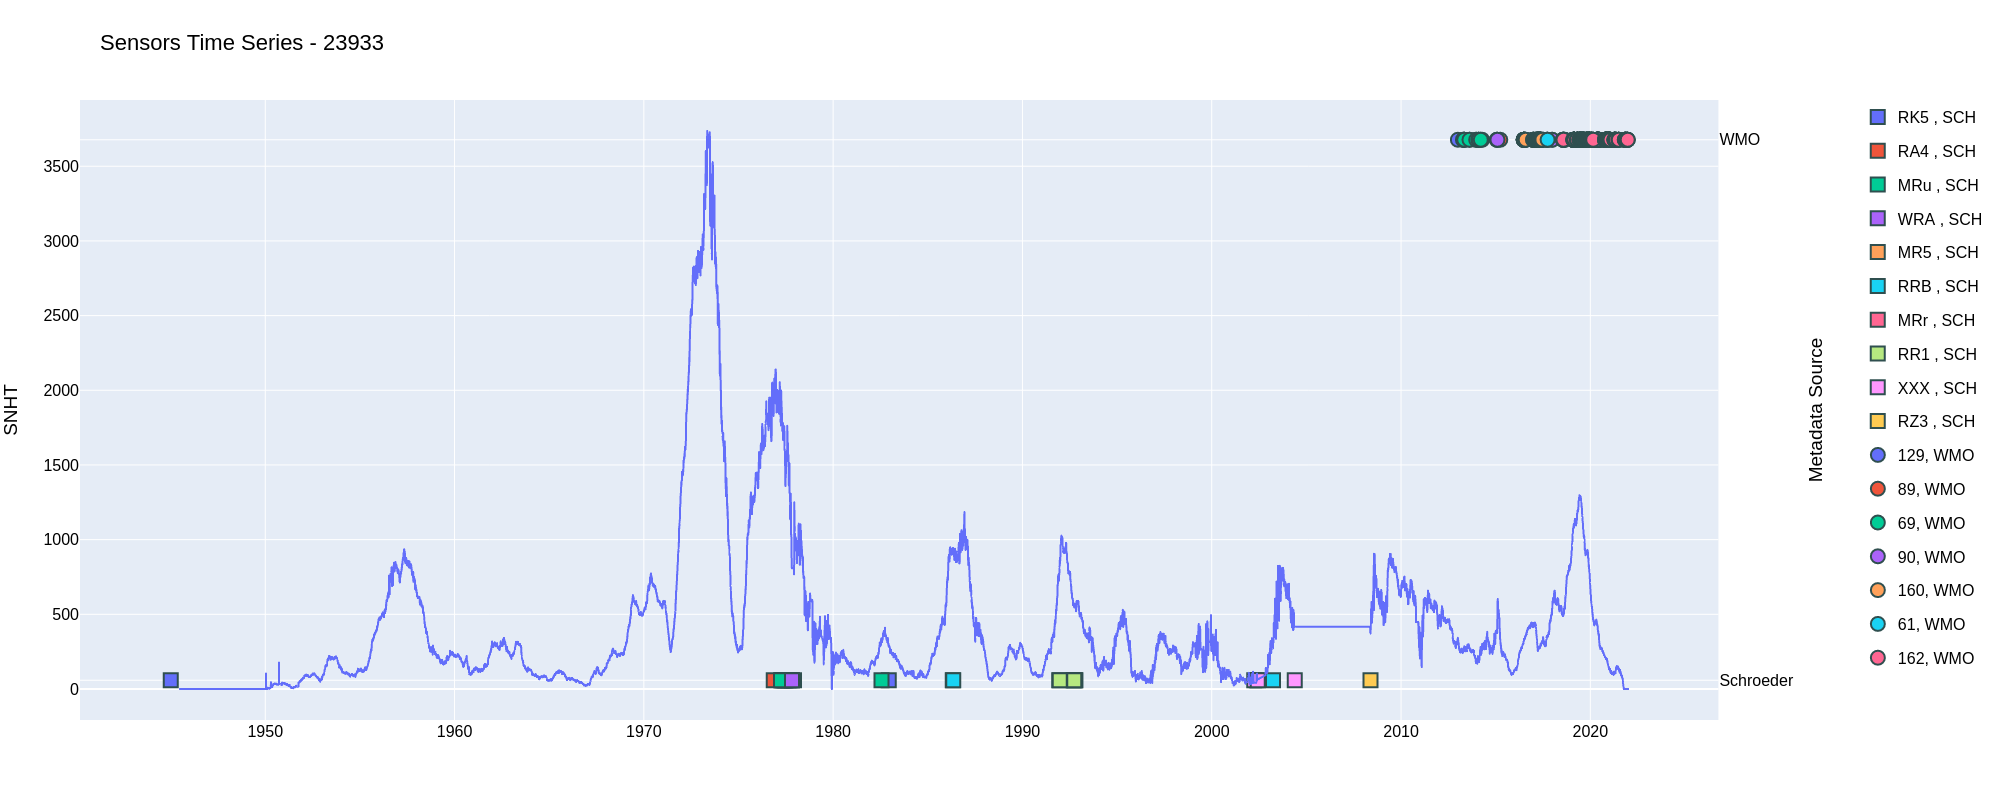 Sensors Time Series - 23933
SNHT
3500
3000
2500
2000
1500
1000
500
0
1950
1960
1970
1980
1990
2000
2010
2020
WMO
Schroeder
Metadata Source
RK5 , SCH
RA4 , SCH
MRu , SCH
WRA , SCH
MR5 , SCH
RRB , SCH
MRr , SCH
RR1 , SCH
XXX , SCH
RZ3 , SCH
129, WMO
89, WMO
69, WMO
90, WMO
160, WMO
61, WMO
162, WMO